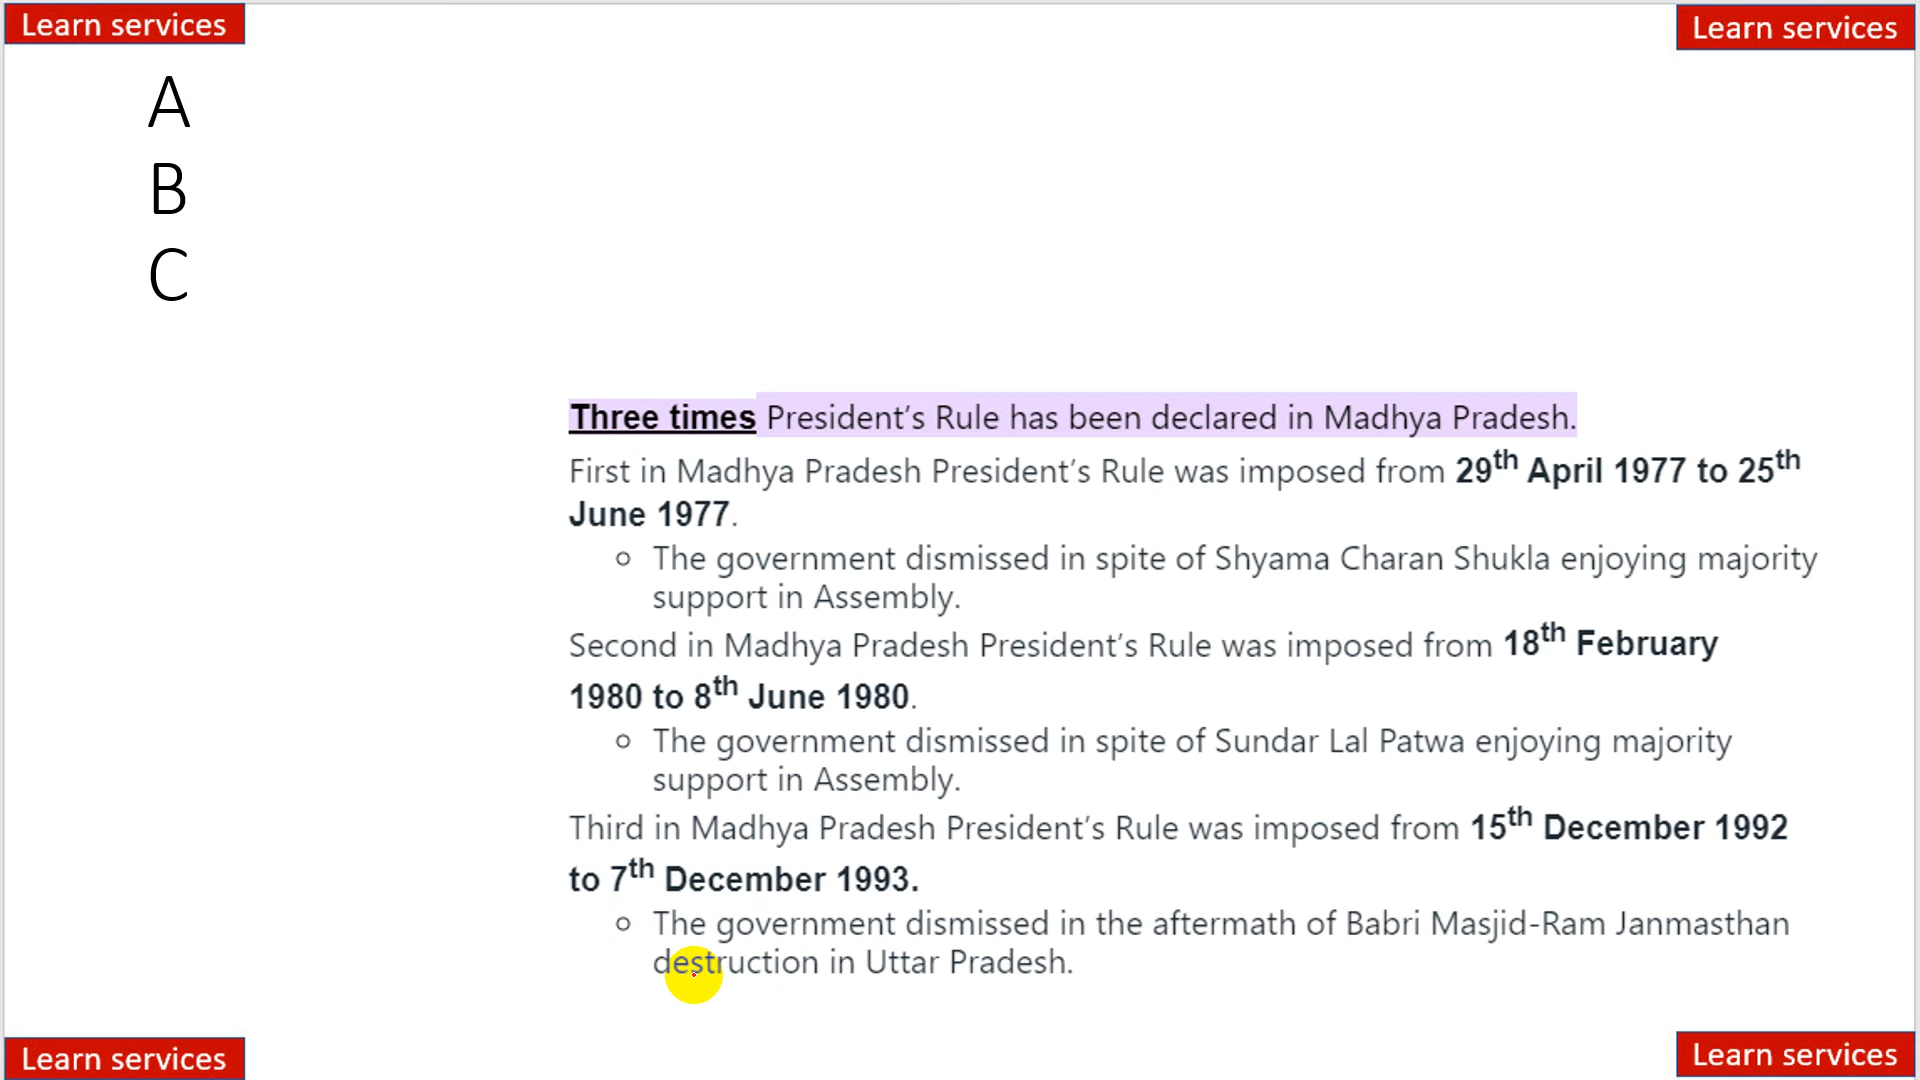 Learn services
Learn services
A
B
C
Three times President’s Rule has been declared in Madhya Pradesh.
First in Madhya Pradesh President’s Rule was imposed from 29th April 1977 to 25th
June 1977.
The government dismissed in spite of Shyama Charan Shukla enjoying majority
support in Assembly.
Second in Madhya Pradesh President’s Rule was imposed from 18th February
1980 to 8th June 1980.
The government dismissed in spite of Sundar Lal Patwa enjoying majority
support in Assembly.
Third in Madhya Pradesh President’s Rule was imposed from 15th December 1992
to 7th December 1993.
The government dismissed in the aftermath of Babri Masjid-Ram Janmasthan
destruction in Uttar Pradesh.
Learn services
Learn services